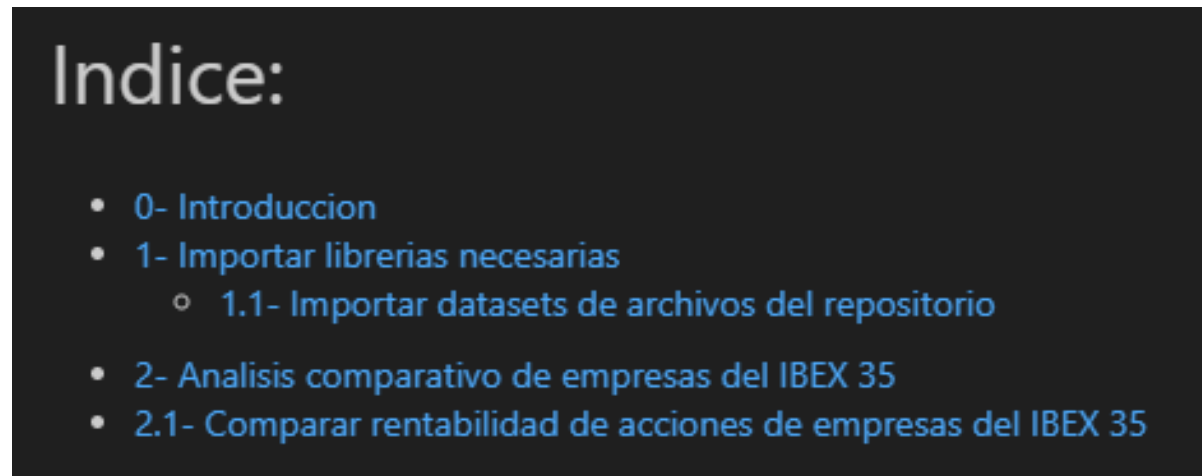 Indice:
0- Introduccion
1- Importar librerias necesarias
1.1- Importar datasets de archivos del repositorio
2- Analisis comparativo de empresas del IBEX 35
2.1- Comparar rentabilidad de acciones de empresas del IBEX 35